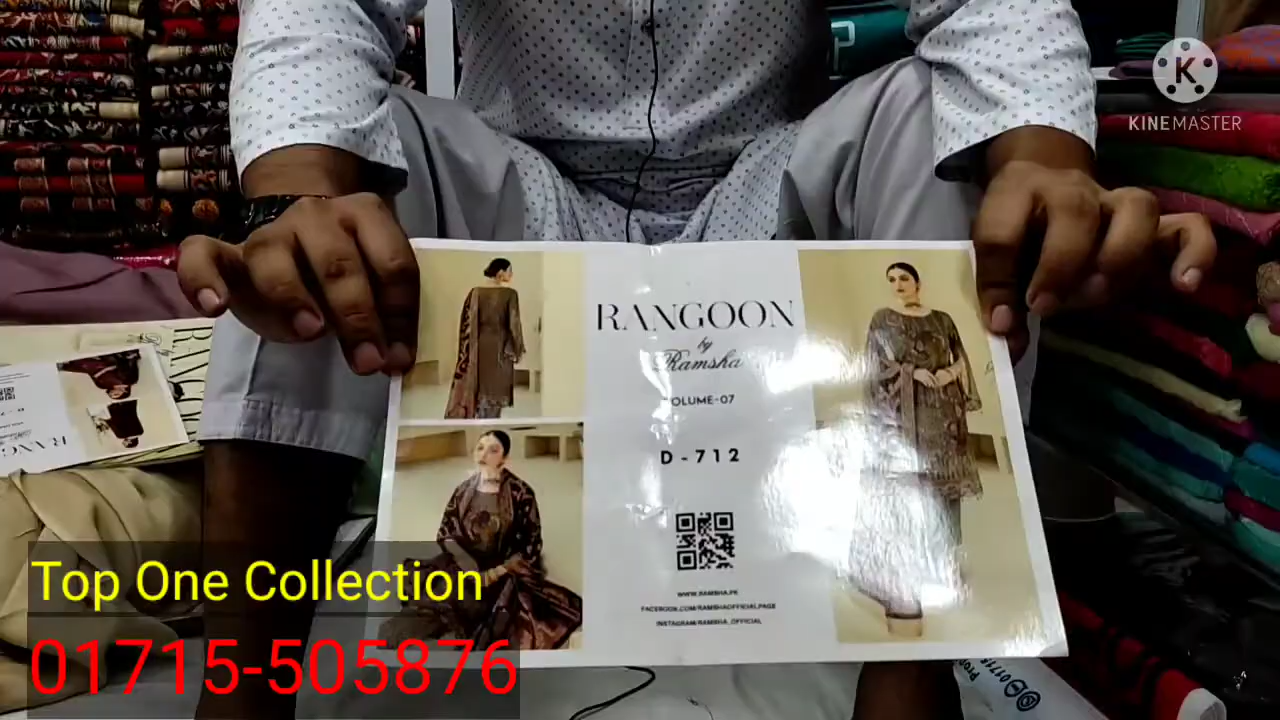 KINEMASTER
RANGOON
by
Ramsha
VOLUME-07
D-712
WWW.RAMSHA.PK
FACEBOOK.COM/RAMSHAOFFICIALPAGE
INSTAGRAM/RAMSHA_OFFICIAL
Top One Collection
01715-505876